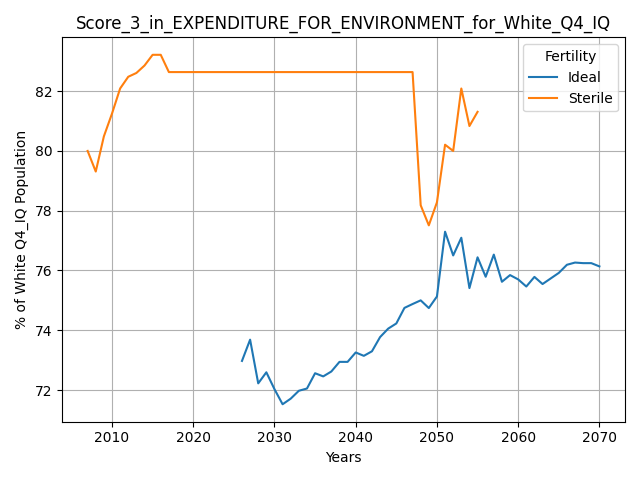 Score_3_in_EXPENDITURE_FOR_ENVIRONMENT_for_White_Q4_IQ
Fertility
Ideal
Sterile
% of White Q4_IQ Population
82
80
78
76
74
72
2010 2020 2030 2040 2050 2060 2070
Years